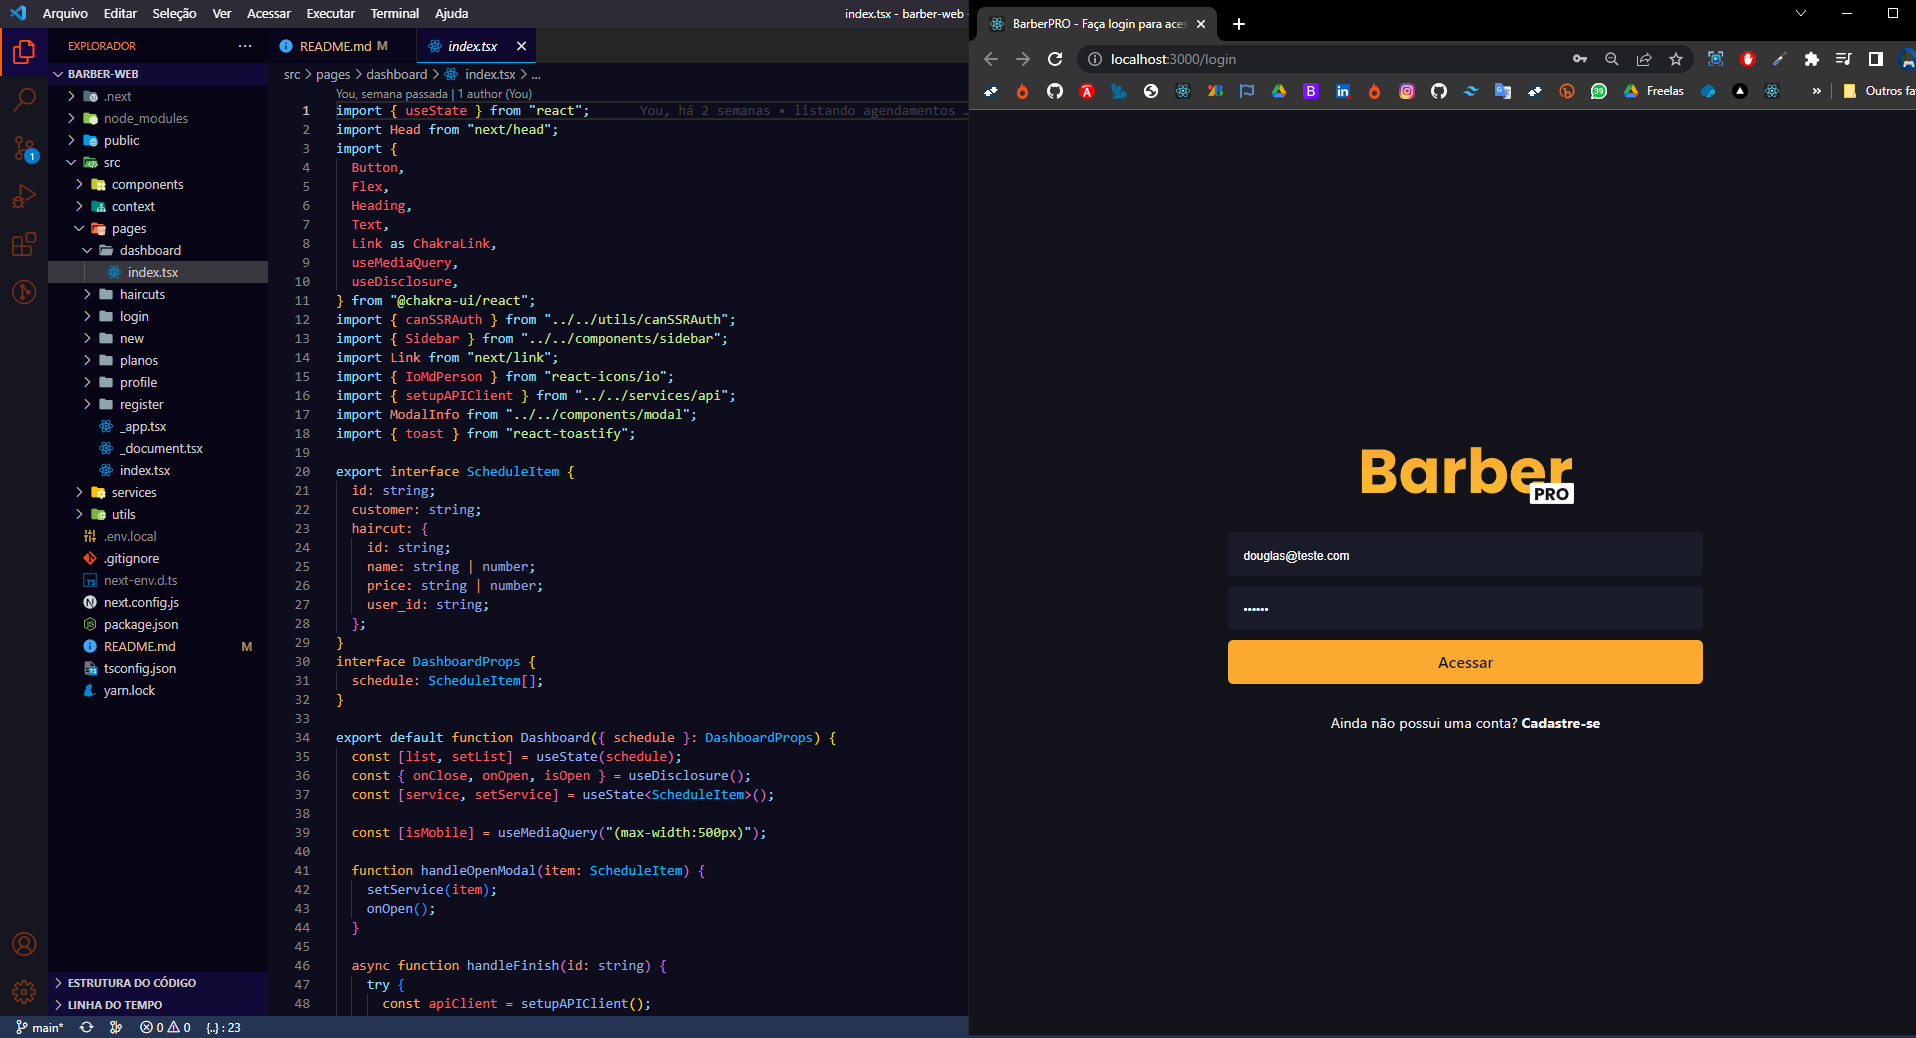 Arquivo Editar Seleção Ver Acessar Executar Terminal Ajuda
index.tsx - barber-web -
EXPLORADOR
README.md M
index.tsx
BARBER-WEB
.next
node_modules
public
src
components
context
pages
dashboard
index.tsx
haircuts
login
new
planos
profile
register
_app.tsx
_document.tsx
index.tsx
services
utils
.env.local
.gitignore
next-env.d.ts
next.config.js
package.json
README.md M
tsconfig.json
yarn.lock
ESTRUTURA DO CÓDIGO
LINHA DO TEMPO
1
src > pages > dashboard > index.tsx > ...
You, semana passada | 1 author (You)
1 import { useState } from "react"; You, há 2 semanas • listando agendamentos …
2 import Head from "next/head";
3 import {
4 Button,
5 Flex,
6 Heading,
7 Text,
8 Link as ChakraLink,
9 useMediaQuery,
10 useDisclosure,
11 } from "@chakra-ui/react";
12 import { canSSRAuth } from "../../utils/canSSRAuth";
13 import { Sidebar } from "../../components/sidebar";
14 import Link from "next/link";
15 import { IoMdPerson } from "react-icons/io";
16 import { setupAPIClient } from "../../services/api";
17 import ModalInfo from "../../components/modal";
18 import { toast } from "react-toastify";
19
20 export interface ScheduleItem {
21 id: string;
22 customer: string;
23 haircut: {
24 id: string;
25 name: string | number;
26 price: string | number;
27 user_id: string;
28 };
29 }
30 interface DashboardProps {
31 schedule: ScheduleItem[];
32 }
33
34 export default function Dashboard({ schedule }: DashboardProps) {
35 const [list, setList] = useState(schedule);
36 const { onClose, onOpen, isOpen } = useDisclosure();
37 const [service, setService] = useState<ScheduleItem>();
38
39 const [isMobile] = useMediaQuery("(max-width:500px)");
40
41 function handleOpenModal(item: ScheduleItem) {
42 setService(item);
43 onOpen();
44 }
45
46 async function handleFinish(id: string) {
47 try {
48 const apiClient = setupAPIClient();
main* 0 0 {..} : 23
BarberPRO - Faça login para aces
localhost:3000/login
Freelas
» Outros fa
Barber
PRO
douglas@teste.com
••••••
Acessar
Ainda não possui uma conta? Cadastre-se